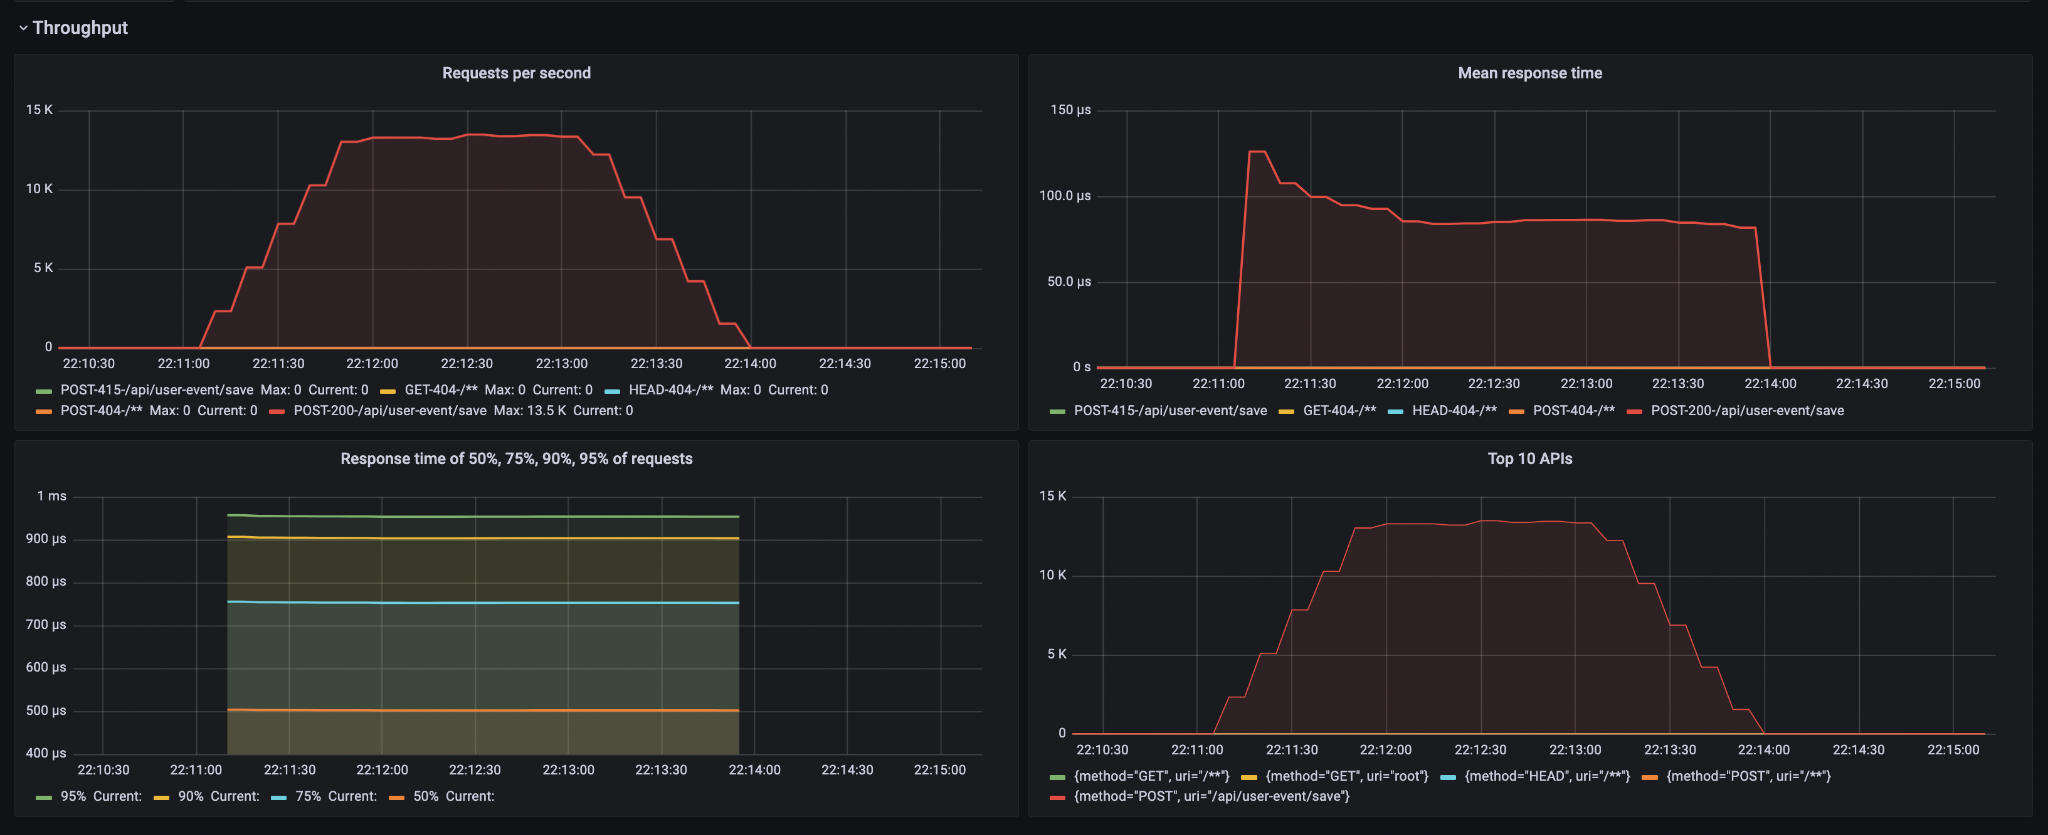 Throughput
Requests per second
15 K
10 K
5 K
0
22:10:30 22:11:00 22:11:30 22:12:00 22:12:30 22:13:00 22:13:30 22:14:00 22:14:30 22:15:00
POST-415-/api/user-event/save Max: 0 Current: 0 GET-404-/** Max: 0 Current: 0 HEAD-404-/** Max: 0 Current: 0
POST-404-/** Max: 0 Current: 0 POST-200-/api/user-event/save Max: 13.5 K Current: 0
Mean response time
150 µs
100.0 µs
50.0 µs
0 s
22:10:30 22:11:00 22:11:30 22:12:00 22:12:30 22:13:00 22:13:30 22:14:00 22:14:30 22:15:00
POST-415-/api/user-event/save GET-404-/** HEAD-404-/** POST-404-/** POST-200-/api/user-event/save
Response time of 50%, 75%, 90%, 95% of requests
1 ms
900 µs
800 µs
700 µs
600 µs
500 µs
400 µs
22:10:30 22:11:00 22:11:30 22:12:00 22:12:30 22:13:00 22:13:30 22:14:00 22:14:30 22:15:00
95% Current: 90% Current: 75% Current: 50% Current:
Top 10 APIs
15 K
10 K
5 K
0
22:10:30 22:11:00 22:11:30 22:12:00 22:12:30 22:13:00 22:13:30 22:14:00 22:14:30 22:15:00
{method="GET", uri="/**"} {method="GET", uri="root"} {method="HEAD", uri="/**"} {method="POST", uri="/**"}
{method="POST", uri="/api/user-event/save"}